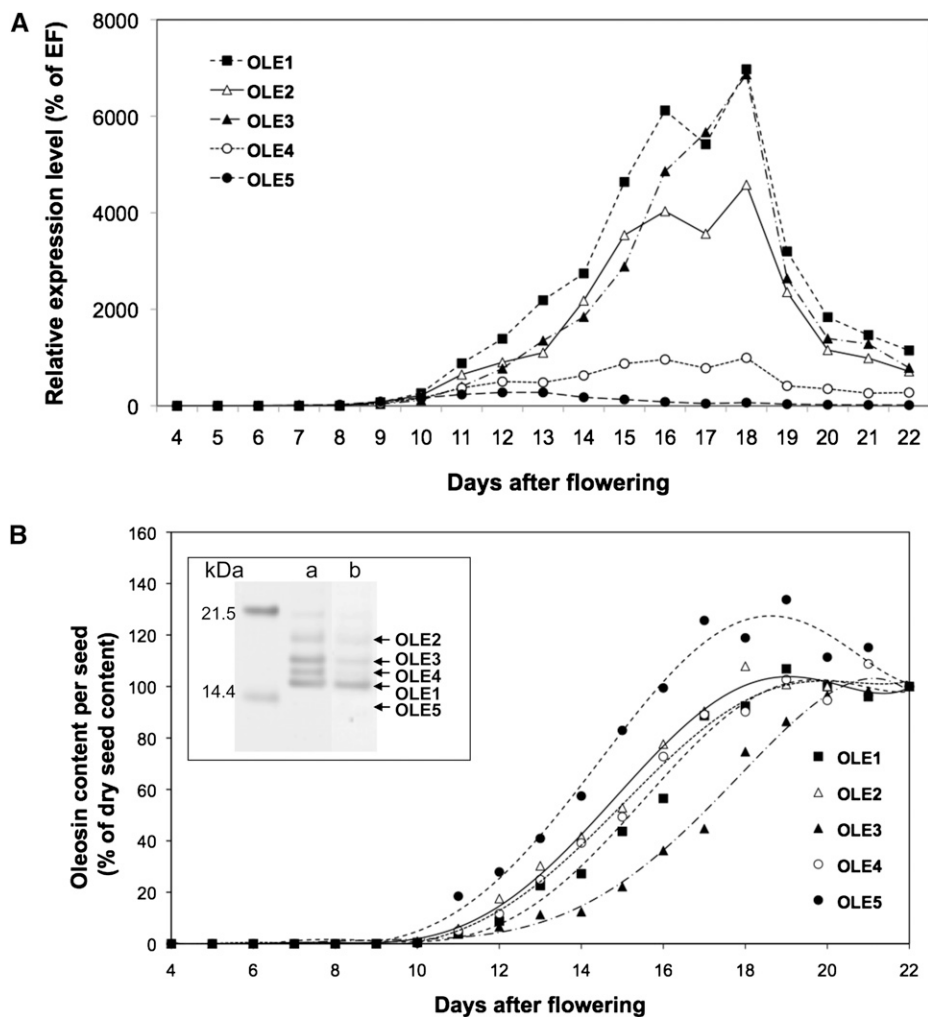 A
Relative expression level (% of EF)
8000
6000
4000
2000
0
OLE1
OLE2
OLE3
OLE4
OLE5
4 5 6 7 8 9 10 11 12 13 14 15 16 17 18 19 20 21 22
Days after flowering
B
Oleosin content per seed
(% of dry seed content)
160
140
120
100
80
60
40
20
0
kDa a b
21.5
14.4
OLE2
OLE3
OLE4
OLE1
OLE5
OLE1
OLE2
OLE3
OLE4
OLE5
4 6 8 10 12 14 16 18 20 22
Days after flowering